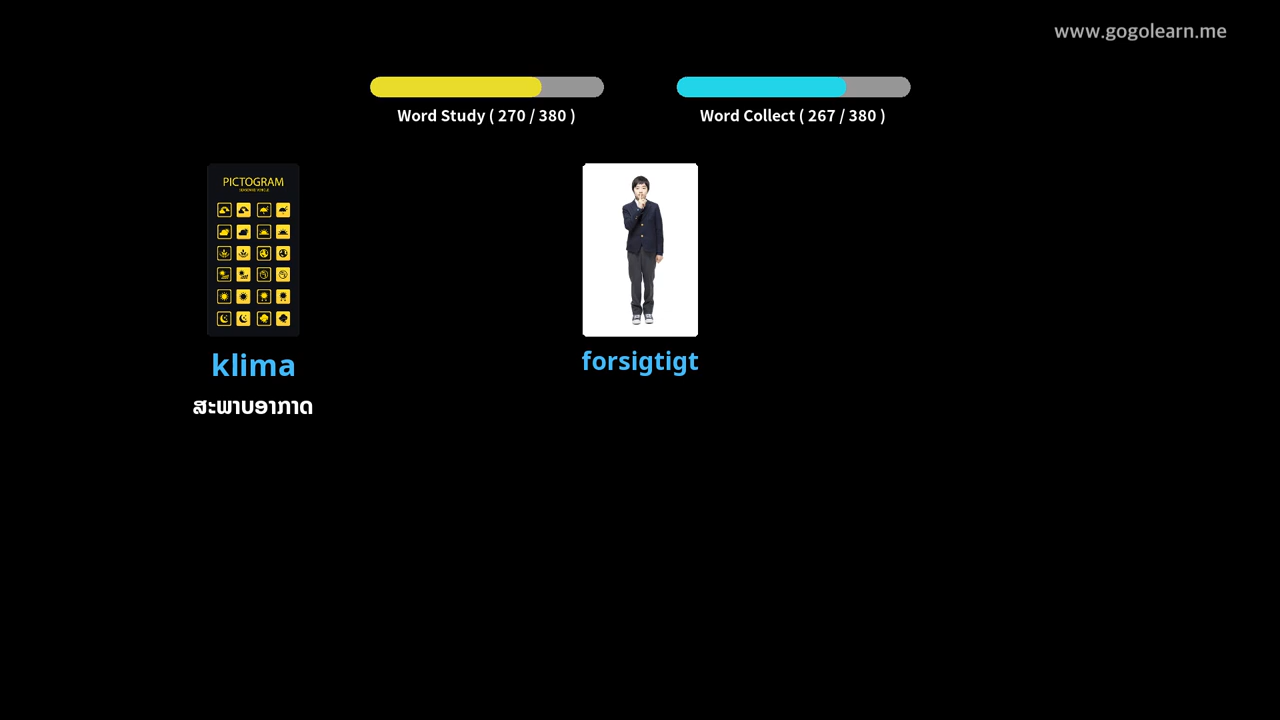 www.gogolearn.me
Word Study ( 270 / 380 )
Word Collect ( 267 / 380 )
PICTOGRAM
klima
ສະພາບອາກາດ
forsigtigt